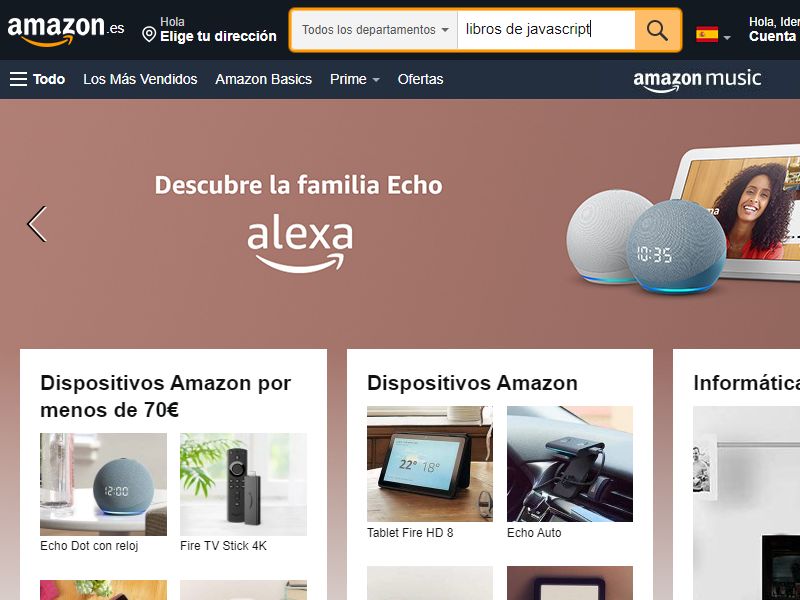 amazon.es
Hola
Elige tu dirección
Todos los departamentos
libros de javascript
Hola, Iden
Cuenta
Todo
Los Más Vendidos
Amazon Basics
Prime
Ofertas
amazon music
Descubre la familia Echo
alexa
10:35
Dispositivos Amazon por
menos de 70€
Dispositivos Amazon
Informática
12:00
22° 18°
Echo Dot con reloj
Fire TV Stick 4K
Tablet Fire HD 8
Echo Auto